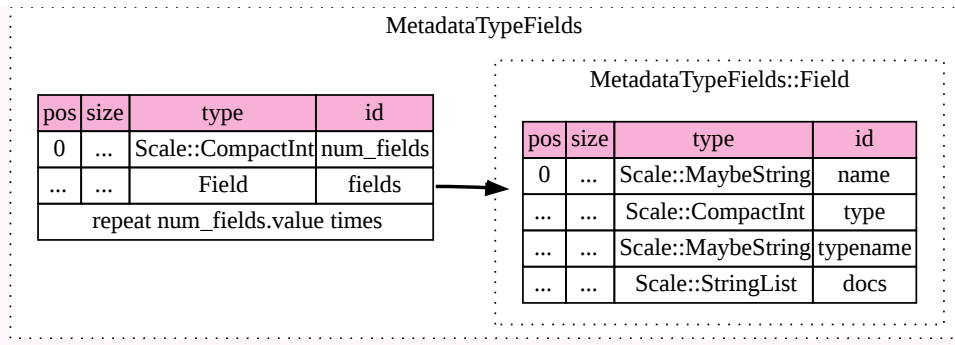 MetadataTypeFields
pos size type id
0 ... Scale::CompactInt num_fields
... ... Field fields
repeat num_fields.value times
MetadataTypeFields::Field
pos size type id
0 ... Scale::MaybeString name
... ... Scale::CompactInt type
... ... Scale::MaybeString typename
... ... Scale::StringList docs